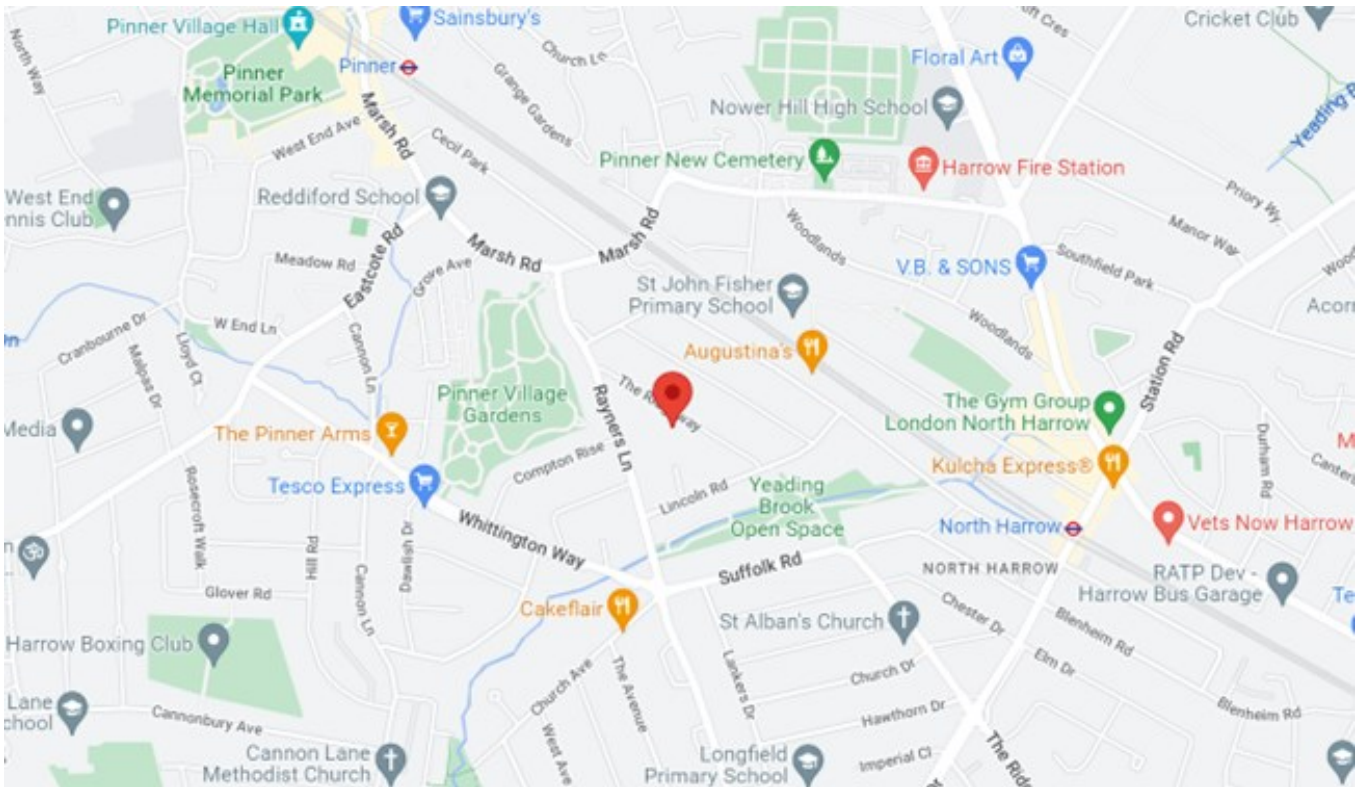 Pinner Village Hall
Sainsbury's
Cricket Club
North Way
Church Ln
Floral Art
Pinner
Pinner
Memorial Park
Grange Gardens
Marsh Rd
Nower Hill High School
West End Ave
Cecil Park
Pinner New Cemetery
Harrow Fire Station
West End
nnis Club
Reddiford School
Priory Wy
Manor War
Marsh Rd
Woodlands
Marsh Rd
Eastcote Rd
Meadow Rd
Grove Ave
V.B. & SONS
Southfield Park
St John Fisher
Primary School
Acorn
Cranbourne Dr
W End Ln
Lloyd Ct
Malpas Dr
Cannon Ln
Woodlands
Augustina's
Station Rd
Pinner Village
Gardens
Rayners Ln
The Gym Group
London North Harrow
Media
The Pinner Arms
Compton Rise
Kulcha Express®
Durham Rd
Tesco Express
Lincoln Rd
Yeading
Brook
Open Space
Rosecroft Walk
Whittington Way
North Harrow
Vets Now Harrow
Hill Rd
Dawlish Dr
Cannon Ln
Suffolk Rd
NORTH HARROW
RATP Dev -
Harrow Bus Garage
Glover Rd
Cakeflair
St Alban's Church
Chester Dr
Blenheim Rd
Harrow Boxing Club
Elm Dr
Church Ave
The Avenue
Lankers Dr
Church Dr
Lane
chool
Cannonbury Ave
Hawthorn Dr
Blenheim Rd
West Ave
Cannon Lane
Methodist Church
Longfield
Primary School
Imperial Cl